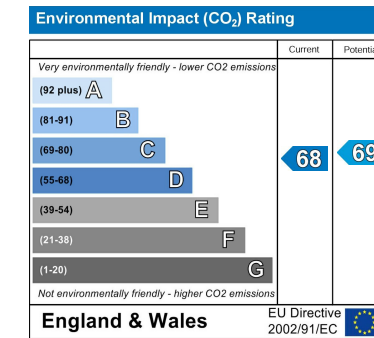 Environmental Impact (CO₂) Rating
Current Potentia
Very environmentally friendly - lower CO2 emissions
(92 plus) A
(81-91) B
(69-80) C
(55-68) D
(39-54) E
(21-38) F
(1-20) G
68
69
Not environmentally friendly - higher CO2 emissions
England & Wales
EU Directive
2002/91/EC